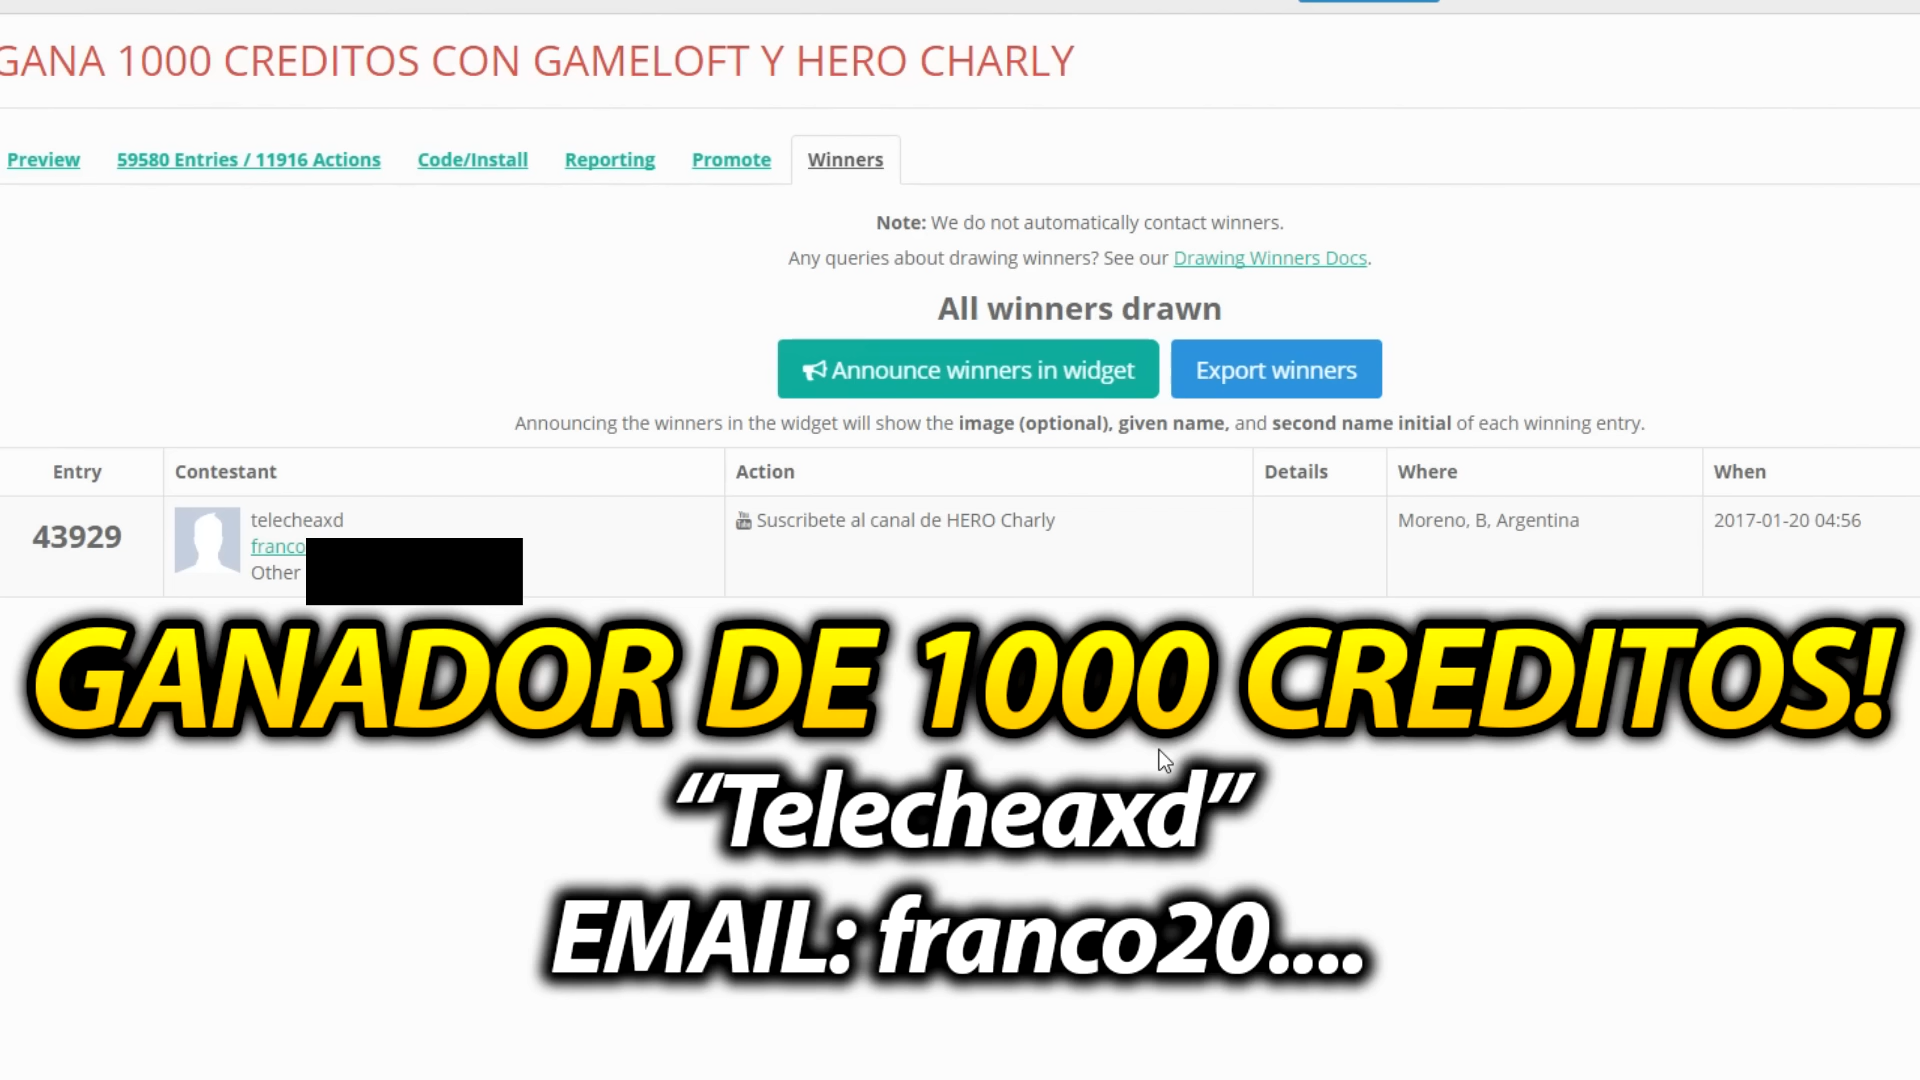 GANA 1000 CREDITOS CON GAMELOFT Y HERO CHARLY
Preview 59580 Entries / 11916 Actions Code/Install Reporting Promote Winners
Note: We do not automatically contact winners.
Any queries about drawing winners? See our Drawing Winners Docs.
All winners drawn
Announce winners in widget Export winners
Announcing the winners in the widget will show the image (optional), given name, and second name initial of each winning entry.
Entry Contestant Action Details Where When
43929 telecheaxd Suscribete al canal de HERO Charly Moreno, B, Argentina 2017-01-20 04:56
franco
Other
GANADOR DE 1000 CREDITOS!
“Telecheaxd”
EMAIL: franco20....